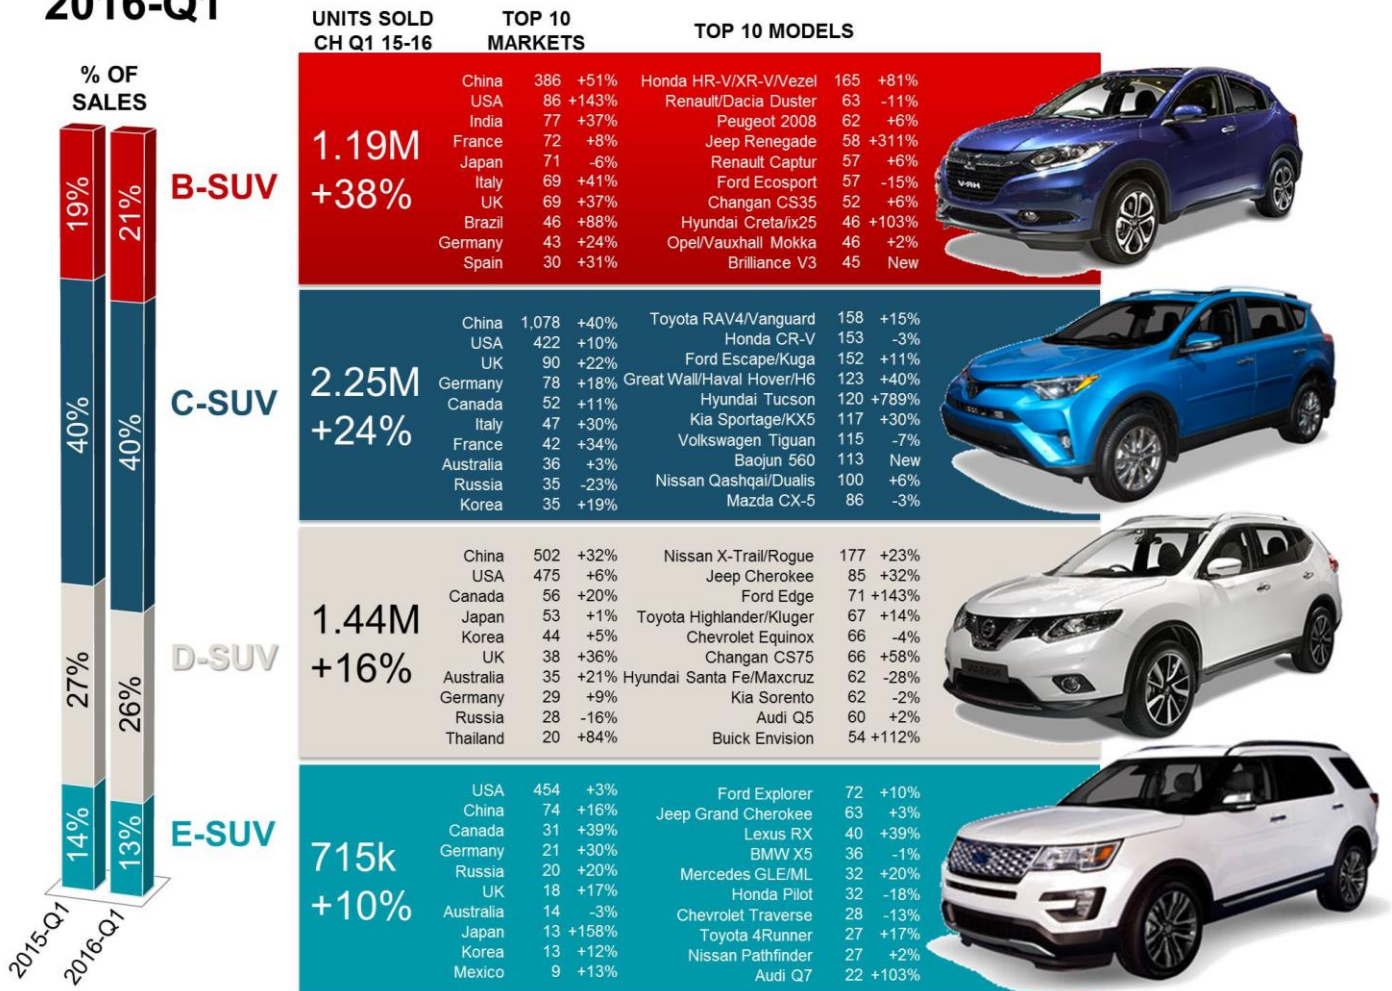 2016-Q1
UNITS SOLD
CH Q1 15-16
TOP 10
MARKETS
TOP 10 MODELS
% OF
SALES
19%
21%
40%
40%
27%
26%
14%
13%
2015-Q1
2016-Q1
B-SUV
1.19M
+38%
China 386 +51%
USA 86 +143%
India 77 +37%
France 72 +8%
Japan 71 -6%
Italy 69 +41%
UK 69 +37%
Brazil 46 +88%
Germany 43 +24%
Spain 30 +31%
Honda HR-V/XR-V/Vezel 165 +81%
Renault/Dacia Duster 63 -11%
Peugeot 2008 62 +6%
Jeep Renegade 58 +311%
Renault Captur 57 +6%
Ford Ecosport 57 -15%
Changan CS35 52 +6%
Hyundai Creta/ix25 46 +103%
Opel/Vauxhall Mokka 46 +2%
Brilliance V3 45 New
C-SUV
2.25M
+24%
China 1,078 +40%
USA 422 +10%
UK 90 +22%
Germany 78 +18%
Canada 52 +11%
Italy 47 +30%
France 42 +34%
Australia 36 +3%
Russia 35 -23%
Korea 35 +19%
Toyota RAV4/Vanguard 158 +15%
Honda CR-V 153 -3%
Ford Escape/Kuga 152 +11%
Great Wall/Haval Hover/H6 123 +40%
Hyundai Tucson 120 +789%
Kia Sportage/KX5 117 +30%
Volkswagen Tiguan 115 -7%
Baojun 560 113 New
Nissan Qashqai/Dualis 100 +6%
Mazda CX-5 86 -3%
D-SUV
1.44M
+16%
China 502 +32%
USA 475 +6%
Canada 56 +20%
Japan 53 +1%
Korea 44 +5%
UK 38 +36%
Australia 35 +21%
Germany 29 +9%
Russia 28 -16%
Thailand 20 +84%
Nissan X-Trail/Rogue 177 +23%
Jeep Cherokee 85 +32%
Ford Edge 71 +143%
Toyota Highlander/Kluger 67 +14%
Chevrolet Equinox 66 -4%
Changan CS75 66 +58%
Hyundai Santa Fe/Maxcruz 62 -28%
Kia Sorento 62 -2%
Audi Q5 60 +2%
Buick Envision 54 +112%
E-SUV
715k
+10%
USA 454 +3%
China 74 +16%
Canada 31 +39%
Germany 21 +30%
Russia 20 +20%
UK 18 +17%
Australia 14 -3%
Japan 13 +158%
Korea 13 +12%
Mexico 9 +13%
Ford Explorer 72 +10%
Jeep Grand Cherokee 63 +3%
Lexus RX 40 +39%
BMW X5 36 -1%
Mercedes GLE/ML 32 +20%
Honda Pilot 32 -18%
Chevrolet Traverse 28 -13%
Toyota 4Runner 27 +17%
Nissan Pathfinder 27 +2%
Audi Q7 22 +103%